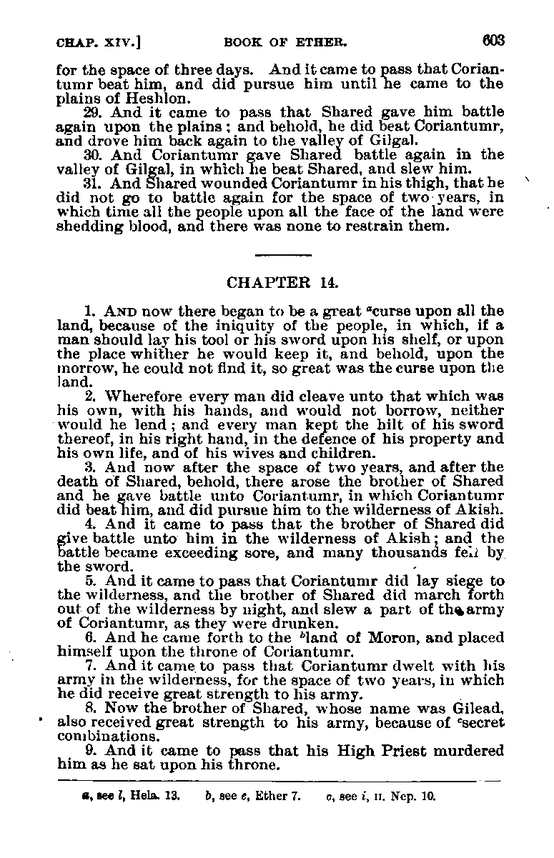 CHAP. XIV.] BOOK OF ETHER. 603
for the space of three days. And it came to pass that Corian-
tumr beat him, and did pursue him until he came to the
plains of Heshlon.
29. And it came to pass that Shared gave him battle
again upon the plains; and behold, he did beat Coriantumr,
and drove him back again to the valley of Gilgal.
30. And Coriantumr gave Shared battle again in the
valley of Gilgal, in which he beat Shared, and slew him.
31. And Shared wounded Coriantumr in his thigh, that he
did not go to battle again for the space of two years, in
which time all the people upon all the face of the land were
shedding blood, and there was none to restrain them.
CHAPTER 14.
1. AND now there began to be a great ᵃcurse upon all the
land, because of the iniquity of the people, in which, if a
man should lay his tool or his sword upon his shelf, or upon
the place whither he would keep it, and behold, upon the
morrow, he could not find it, so great was the curse upon the
land.
2. Wherefore every man did cleave unto that which was
his own, with his hands, and would not borrow, neither
would he lend; and every man kept the hilt of his sword
thereof, in his right hand, in the defence of his property and
his own life, and of his wives and children.
3. And now after the space of two years, and after the
death of Shared, behold, there arose the brother of Shared
and he gave battle unto Coriantumr, in which Coriantumr
did beat him, and did pursue him to the wilderness of Akish.
4. And it came to pass that the brother of Shared did
give battle unto him in the wilderness of Akish; and the
battle became exceeding sore, and many thousands fell by
the sword.
5. And it came to pass that Coriantumr did lay siege to
the wilderness, and the brother of Shared did march forth
out of the wilderness by night, and slew a part of the army
of Coriantumr, as they were drunken.
6. And he came forth to the ᵇland of Moron, and placed
himself upon the throne of Coriantumr.
7. And it came to pass that Coriantumr dwelt with his
army in the wilderness, for the space of two years, in which
he did receive great strength to his army.
8. Now the brother of Shared, whose name was Gilead,
also received great strength to his army, because of ᶜsecret
combinations.
9. And it came to pass that his High Priest murdered
him as he sat upon his throne.
a, see l, Hela. 13. b, see e, Ether 7. c, see i, II. Nep. 10.